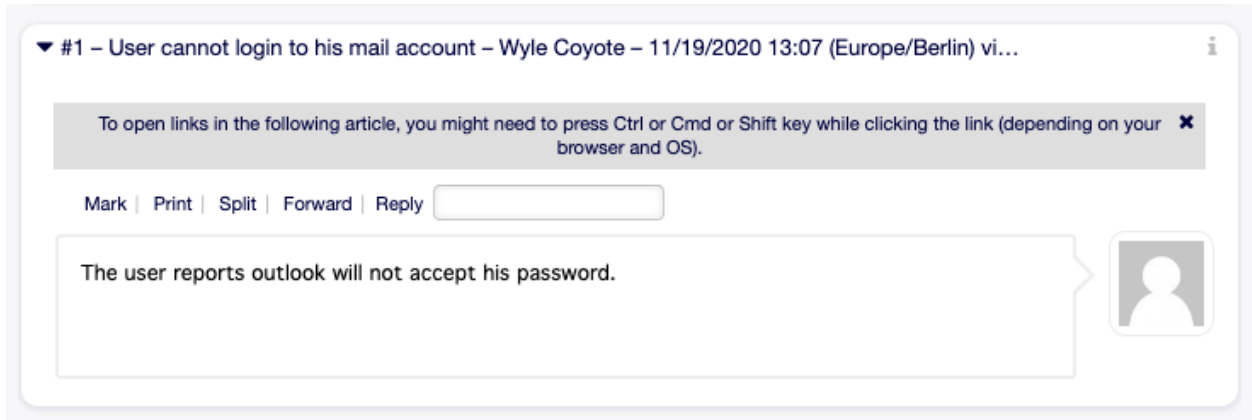 #1 – User cannot login to his mail account – Wyle Coyote – 11/19/2020 13:07 (Europe/Berlin) vi…
To open links in the following article, you might need to press Ctrl or Cmd or Shift key while clicking the link (depending on your
browser and OS).
Mark | Print | Split | Forward | Reply
The user reports outlook will not accept his password.